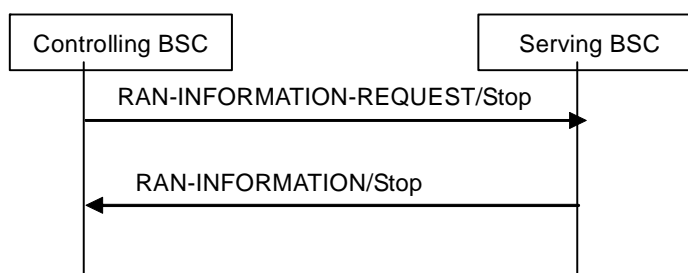 Controlling BSC
Serving BSC
RAN-INFORMATION-REQUEST/Stop
RAN-INFORMATION/Stop